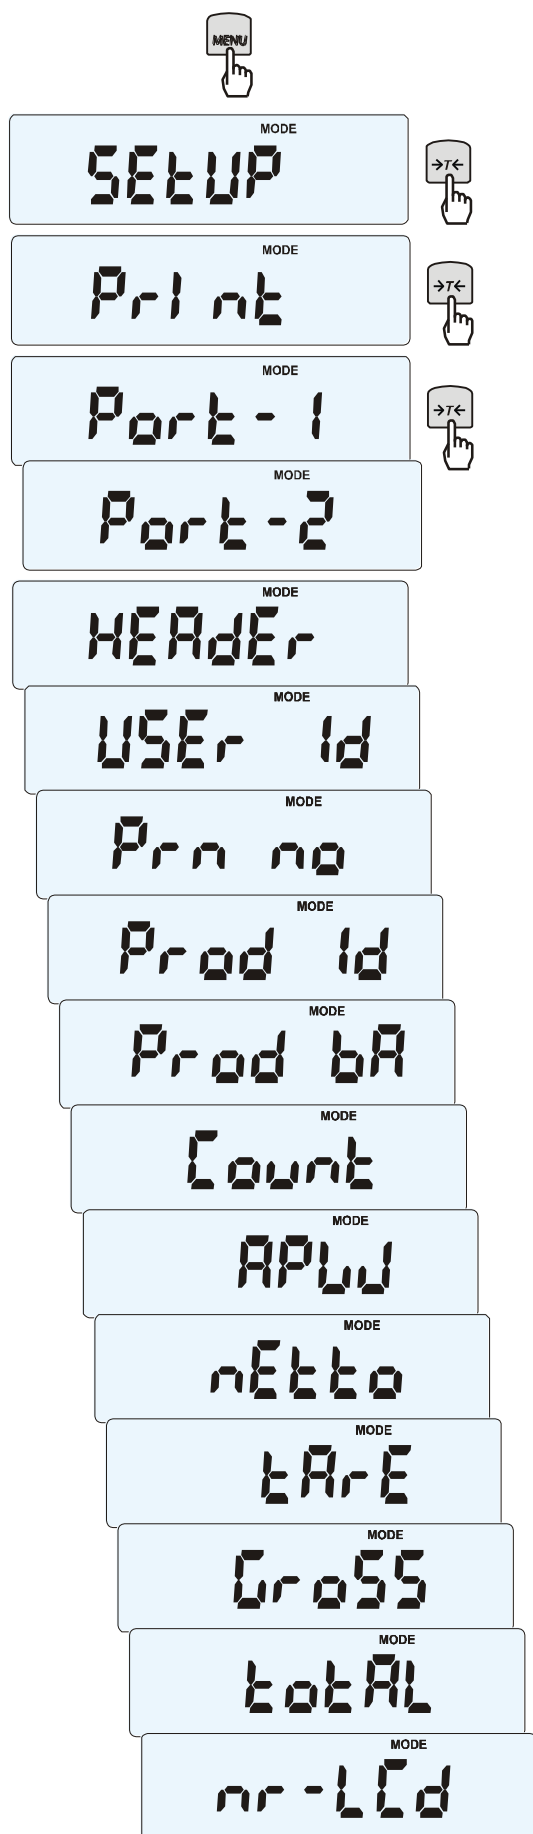 MENU
MODE
SEtUP
→T←
MODE
PrI nt
→T←
MODE
Port-1
→T←
MODE
Port-2
MODE
HEAdEr
MODE
USEr Id
MODE
Prn no
MODE
Prod Id
MODE
Prod bA
MODE
Count
MODE
APW
MODE
nEtto
MODE
tArE
MODE
GroSS
MODE
totAL
MODE
nr-LCd